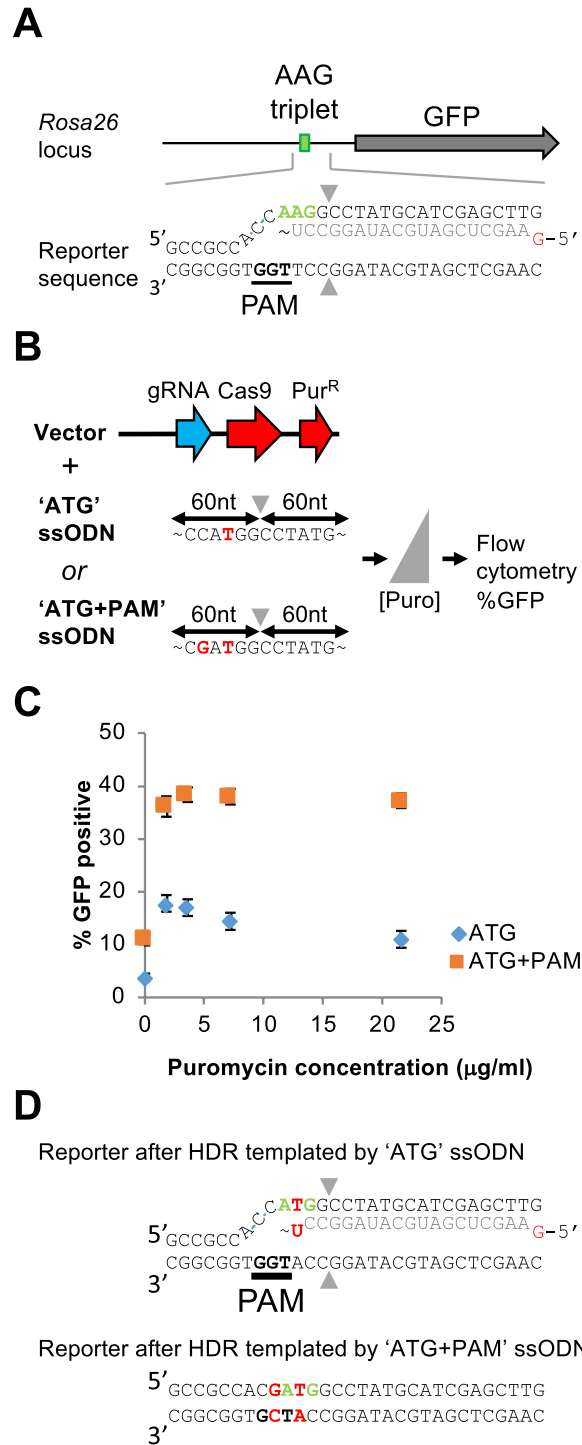 A
AAG
triplet
GFP
Rosa26
locus
AAGGCCTATGCATCGAGCTTG
5′ GCCGCCACC ~UCCGGAUACGUAGCUCGAAG–5′
Reporter
sequence
CGGCGGTGGTTCCGGATACGTAGCTCGAAC
3′
PAM
B
gRNA Cas9 PurR
Vector
+
‘ATG’
ssODN
60nt 60nt
~CCATGGCCTATG~
or
‘ATG+PAM’
ssODN
60nt 60nt
~CGATGGCCTATG~
[Puro]
Flow
cytometry
%GFP
C
% GFP positive
50
40
30
20
10
0
0 5 10 15 20 25
ATG
ATG+PAM
Puromycin concentration (μg/ml)
D
Reporter after HDR templated by ‘ATG’ ssODN
ATGGCCTATGCATCGAGCTTG
5′ GCCGCCACC ~UCCGGAUACGUAGCUCGAAG–5′
CGGCGGTGGTACCGGATACGTAGCTCGAAC
3′
PAM
Reporter after HDR templated by ‘ATG+PAM’ ssODN
5′ GCCGCCACGATGGCCTATGCATCGAGCTTG
CGGCGGTGCTACCGGATACGTAGCTCGAAC
3′